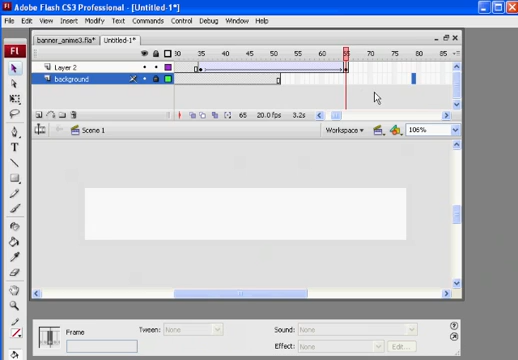 Adobe Flash CS3 Professional - [Untitled-1*]
File Edit View Insert Modify Text Commands Control Debug Window Help
Fl
banner_animo3.fla* Untitled-1*
30 35 40 45 50 55 60 65 70 75 80 85
Layer 2
background
65 20.0 fps 3.2s
Scene 1
Workspace
106%
Frame
Tween: None
Sound: None
Effect: None
Edit...